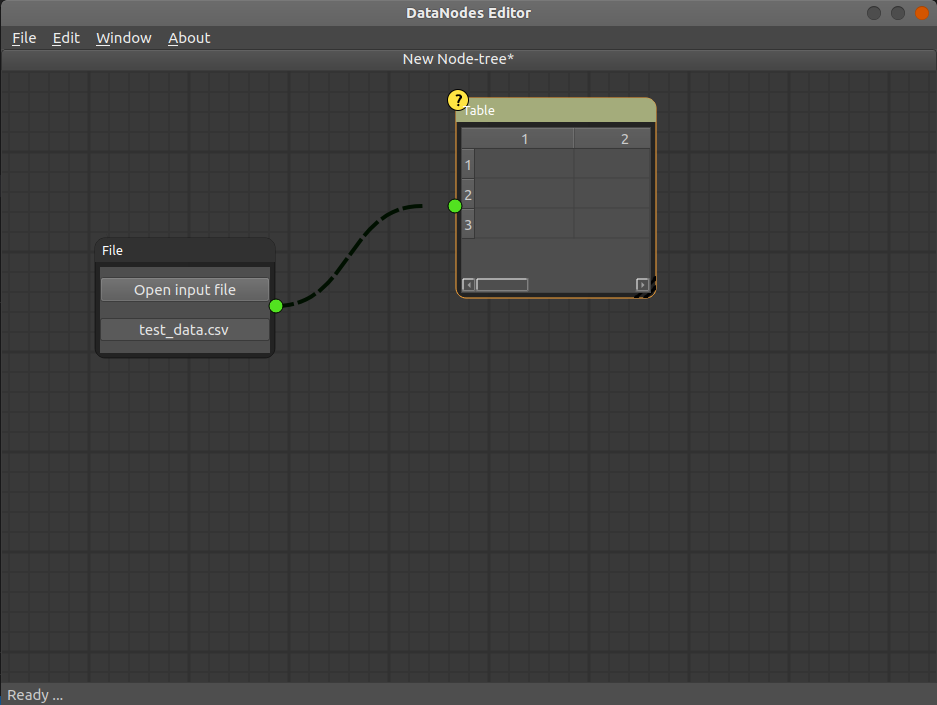 DataNodes Editor
File Edit Window About
New Node-tree*
?
Table
1 2
1
2
3
File
Open input file
test_data.csv
Ready ...